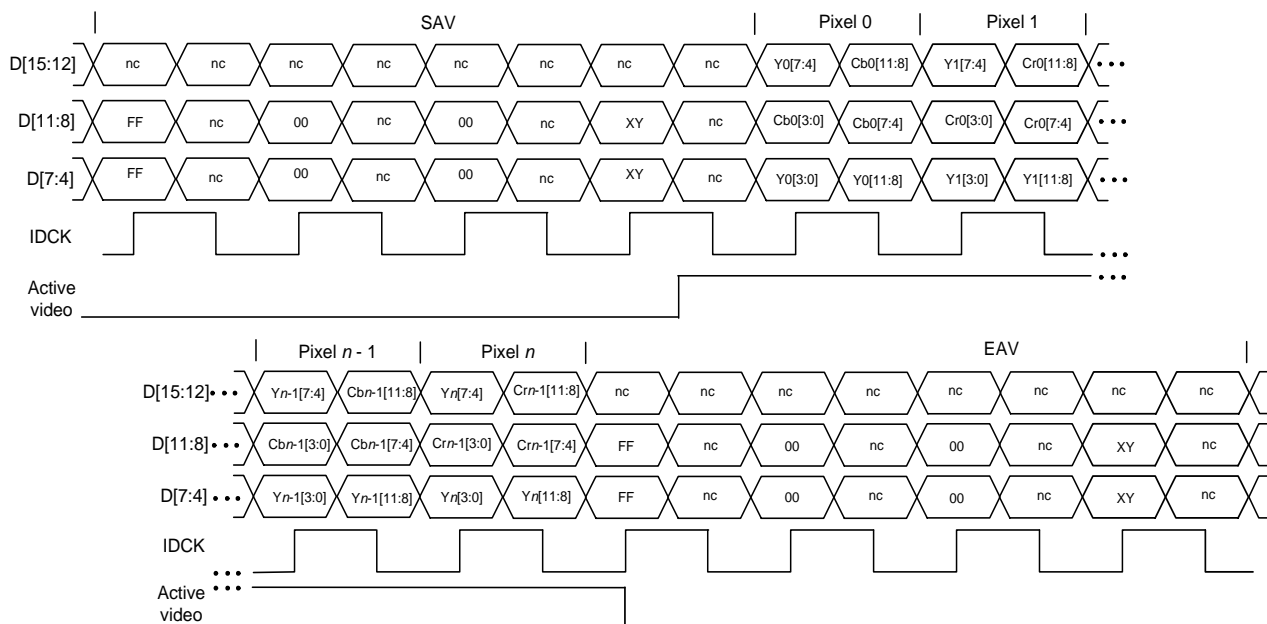 SAV Pixel 0 Pixel 1
D[15:12] nc nc nc nc nc nc nc nc Y0[7:4] Cb0[11:8] Y1[7:4] Cr0[11:8] •••
D[11:8] FF nc 00 nc 00 nc XY nc Cb0[3:0] Cb0[7:4] Cr0[3:0] Cr0[7:4] •••
D[7:4] FF nc 00 nc 00 nc XY nc Y0[3:0] Y0[11:8] Y1[3:0] Y1[11:8] •••
IDCK •••
Active •••
video
Pixel n - 1 Pixel n EAV
D[15:12] ••• Yn-1[7:4] Cbn-1[11:8] Yn[7:4] Crn-1[11:8] nc nc nc nc nc nc nc nc
D[11:8] ••• Cbn-1[3:0] Cbn-1[7:4] Crn-1[3:0] Crn-1[7:4] FF nc 00 nc 00 nc XY nc
D[7:4] ••• Yn-1[3:0] Yn-1[11:8] Yn[3:0] Yn[11:8] FF nc 00 nc 00 nc XY nc
IDCK •••
Active •••
video